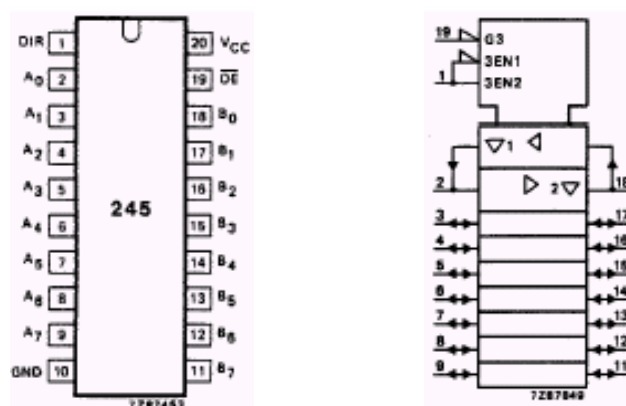 DIR 1 20 VCC
A0 2 19 OE
A1 3 18 B0
A2 4 17 B1
A3 5 16 B2
245
A4 6 15 B3
A5 7 14 B4
A6 8 13 B5
A7 9 12 B6
GND 10 11 B7
19 G3
3EN1
1 3EN2
1
2 2 18
3 17
4 16
5 15
6 14
7 13
8 12
9 11
7Z87849